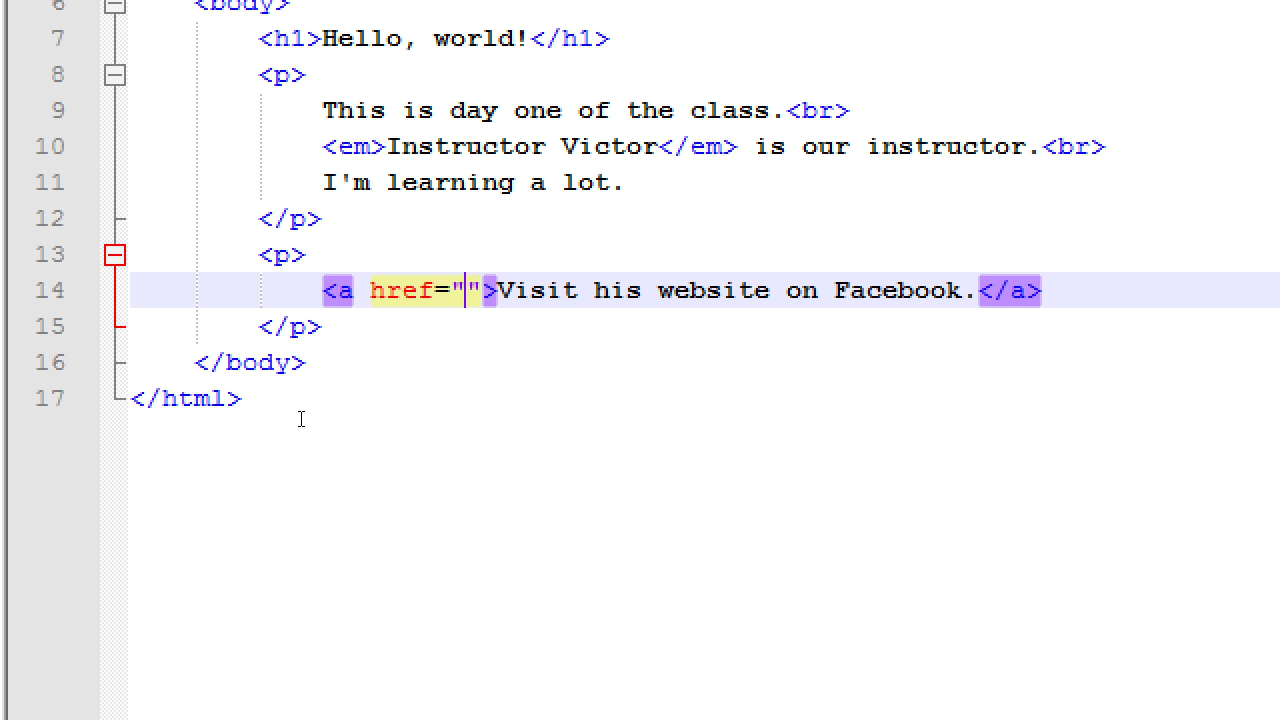 6 <body>
7 <h1>Hello, world!</h1>
8 <p>
9 This is day one of the class.<br>
10 <em>Instructor Victor</em> is our instructor.<br>
11 I'm learning a lot.
12 </p>
13 <p>
14 <a href="">Visit his website on Facebook.</a>
15 </p>
16 </body>
17 </html>